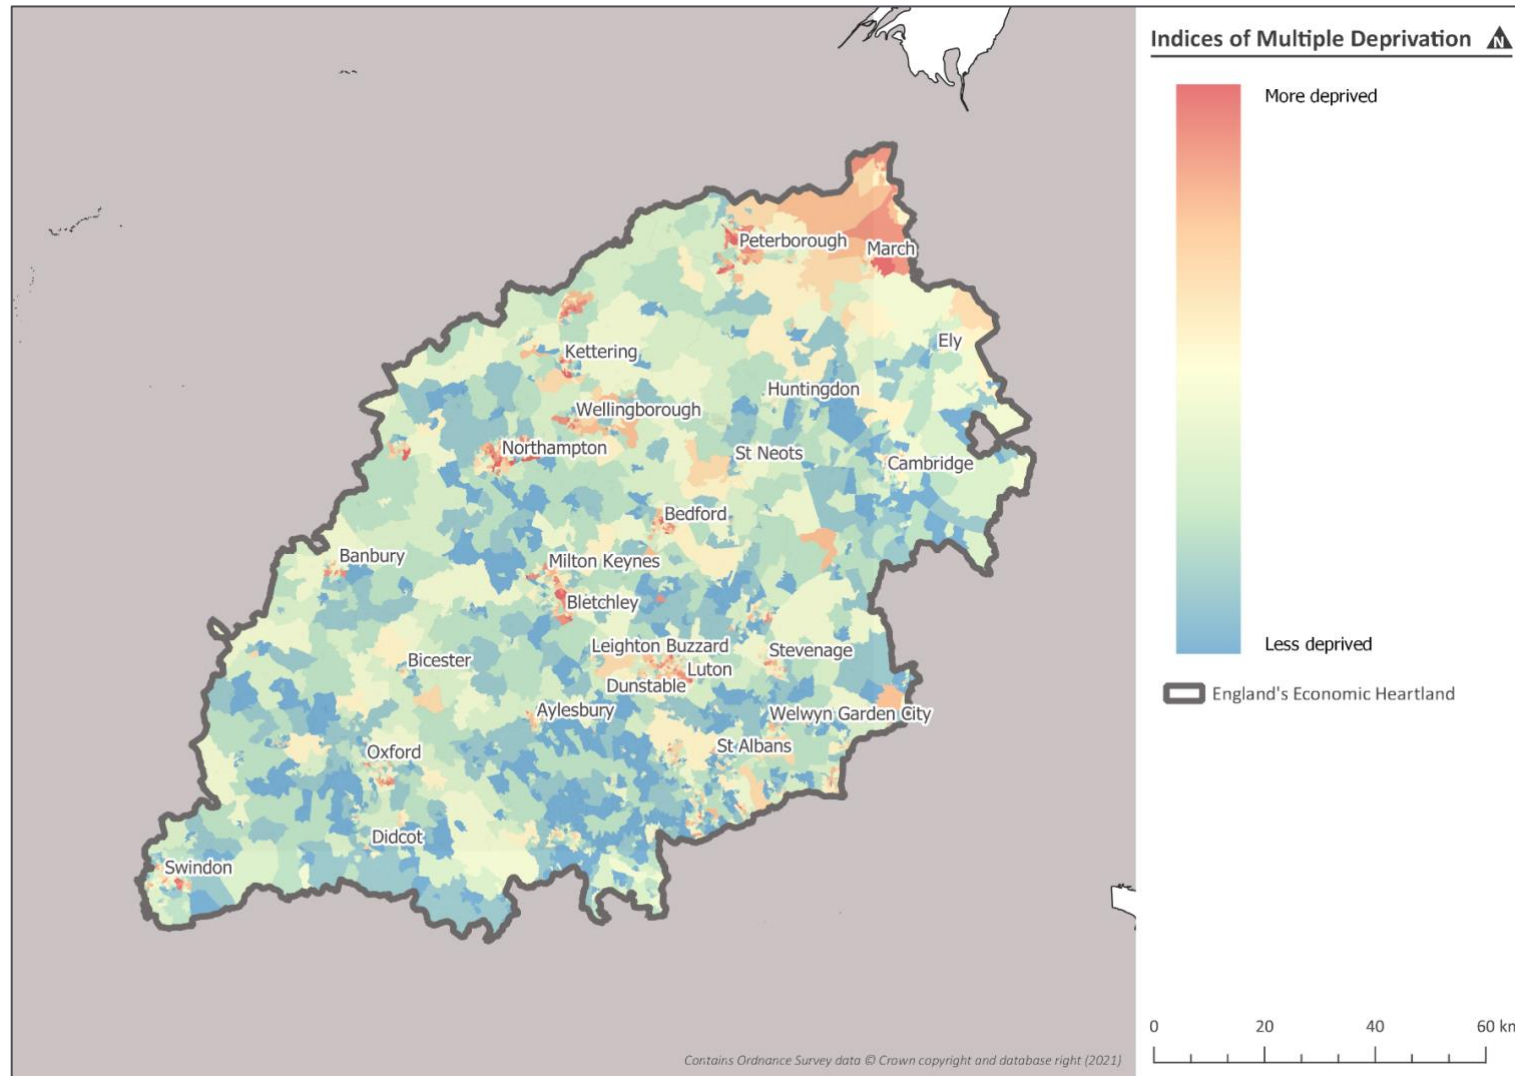 Indices of Multiple Deprivation
N
More deprived
Less deprived
England's Economic Heartland
Peterborough
March
Ely
Kettering
Huntingdon
Wellingborough
Northampton
St Neots
Cambridge
Bedford
Banbury
Milton Keynes
Bletchley
Leighton Buzzard
Stevenage
Bicester
Luton
Dunstable
Aylesbury
Welwyn Garden City
Oxford
St Albans
Didcot
Swindon
0 20 40 60 km
Contains Ordnance Survey data © Crown copyright and database right (2021)